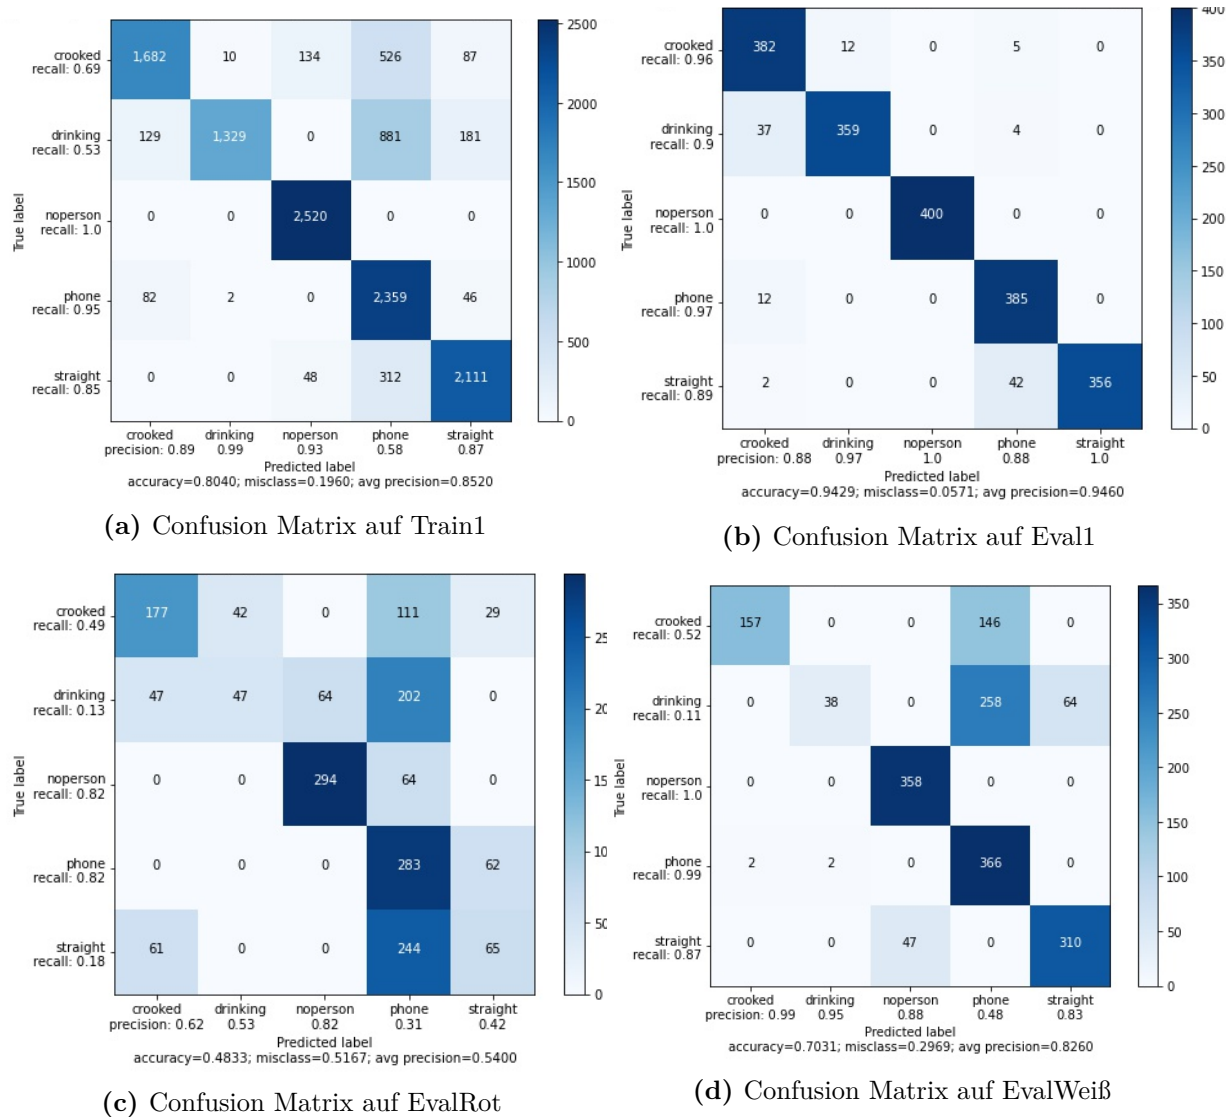 crooked
recall: 0.69
1,682 10 134 526 87
drinking
recall: 0.53
129 1,329 0 881 181
noperson
recall: 1.0
0 0 2,520 0 0
phone
recall: 0.95
82 2 0 2,359 46
straight
recall: 0.85
0 0 48 312 2,111
True label
crooked drinking noperson phone straight
precision: 0.89 0.99 0.93 0.58 0.87
Predicted label
accuracy=0.8040; misclass=0.1960; avg precision=0.8520
2500
2000
1500
1000
500
0
(a) Confusion Matrix auf Train1
crooked
recall: 0.96
382 12 0 5 0
drinking
recall: 0.9
37 359 0 4 0
noperson
recall: 1.0
0 0 400 0 0
phone
recall: 0.97
12 0 0 385 0
straight
recall: 0.89
2 0 0 42 356
True label
crooked drinking noperson phone straight
precision: 0.88 0.97 1.0 0.88 1.0
Predicted label
accuracy=0.9429; misclass=0.0571; avg precision=0.9460
400
350
300
250
200
150
100
50
0
(b) Confusion Matrix auf Eval1
crooked
recall: 0.49
177 42 0 111 29
drinking
recall: 0.13
47 47 64 202 0
noperson
recall: 0.82
0 0 294 64 0
phone
recall: 0.82
0 0 0 283 62
straight
recall: 0.18
61 0 0 244 65
True label
crooked drinking noperson phone straight
precision: 0.62 0.53 0.82 0.31 0.42
Predicted label
accuracy=0.4833; misclass=0.5167; avg precision=0.5400
25
20
15
10
50
0
(c) Confusion Matrix auf EvalRot
crooked
recall: 0.52
157 0 0 146 0
drinking
recall: 0.11
0 38 0 258 64
noperson
recall: 1.0
0 0 358 0 0
phone
recall: 0.99
2 2 0 366 0
straight
recall: 0.87
0 0 47 0 310
True label
crooked drinking noperson phone straight
precision: 0.99 0.95 0.88 0.48 0.83
Predicted label
accuracy=0.7031; misclass=0.2969; avg precision=0.8260
350
300
250
200
150
100
50
0
(d) Confusion Matrix auf EvalWeiß